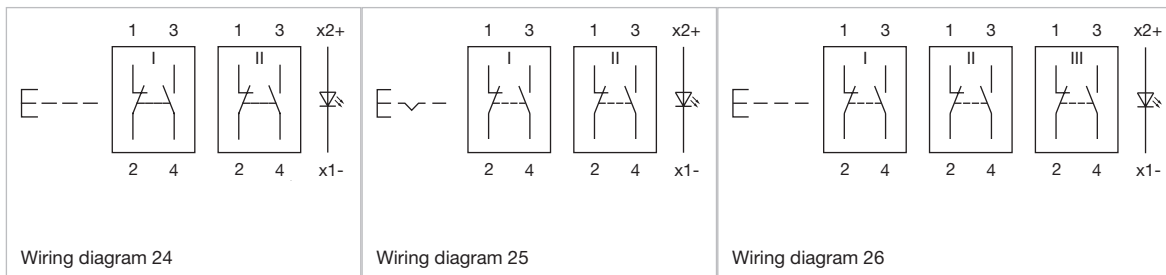 1 3 1 3 x2+
I II
2 4 2 4 x1-
Wiring diagram 24
1 3 1 3 x2+
I II
2 4 2 4 x1-
Wiring diagram 25
1 3 1 3 1 3 x2+
I II III
2 4 2 4 2 4 x1-
Wiring diagram 26